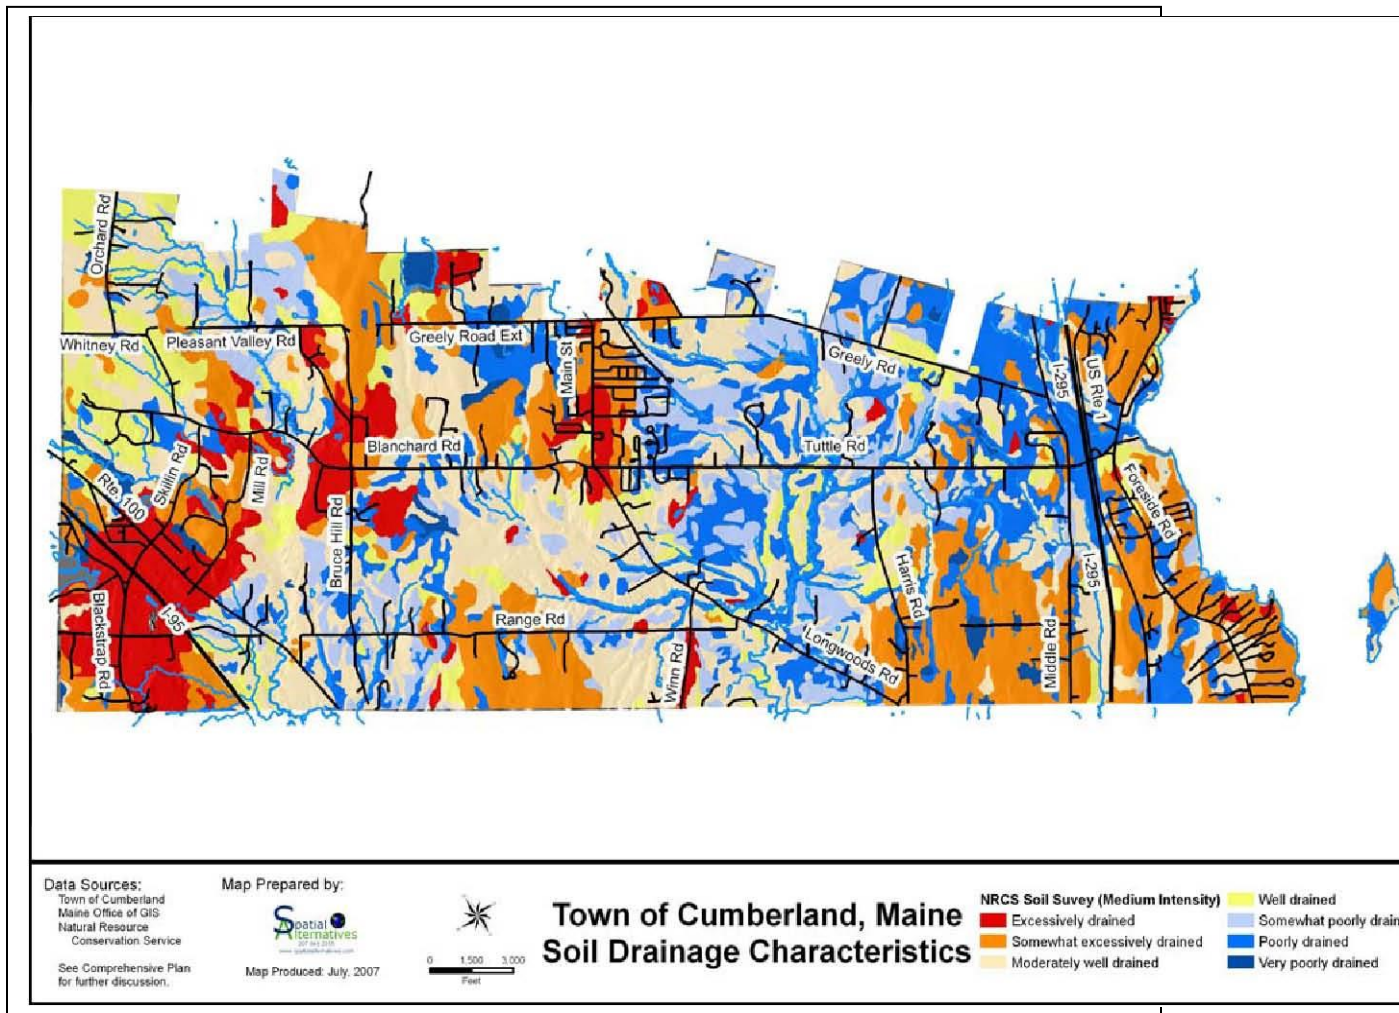 Orchard Rd
Whitney Rd
Pleasant Valley Rd
Greely Road Ext
Main St
Greely Rd
I-295
US Rte 1
Blanchard Rd
Tuttle Rd
Skillin Rd
Mill Rd
Rte. 100
Bruce Hill Rd
Foreside Rd
Harris Rd
I-295
Blackstrap Rd
I-95
Range Rd
Winn Rd
Longwoods Rd
Middle Rd
Data Sources:
Town of Cumberland
Maine Office of GIS
Natural Resource
Conservation Service
See Comprehensive Plan
for further discussion.
Map Prepared by:
Spatial
Alternatives
Map Produced: July, 2007
0 1,500 3,000
Feet
Town of Cumberland, Maine
Soil Drainage Characteristics
NRCS Soil Suvey (Medium Intensity)
Excessively drained
Somewhat excessively drained
Moderately well drained
Well drained
Somewhat poorly drain
Poorly drained
Very poorly drained